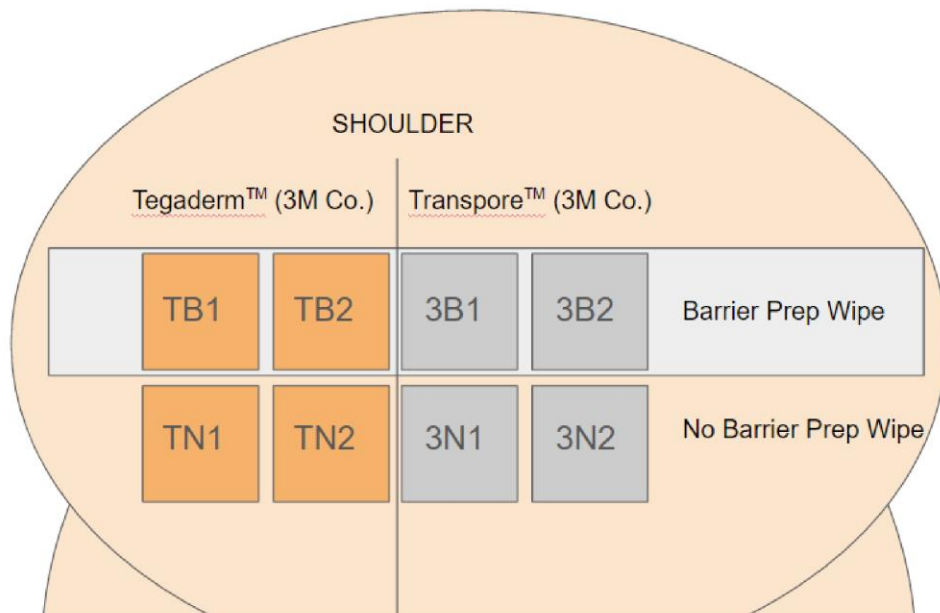 SHOULDER
Tegaderm™ (3M Co.) Transpore™ (3M Co.)
TB1 TB2 3B1 3B2 Barrier Prep Wipe
TN1 TN2 3N1 3N2 No Barrier Prep Wipe